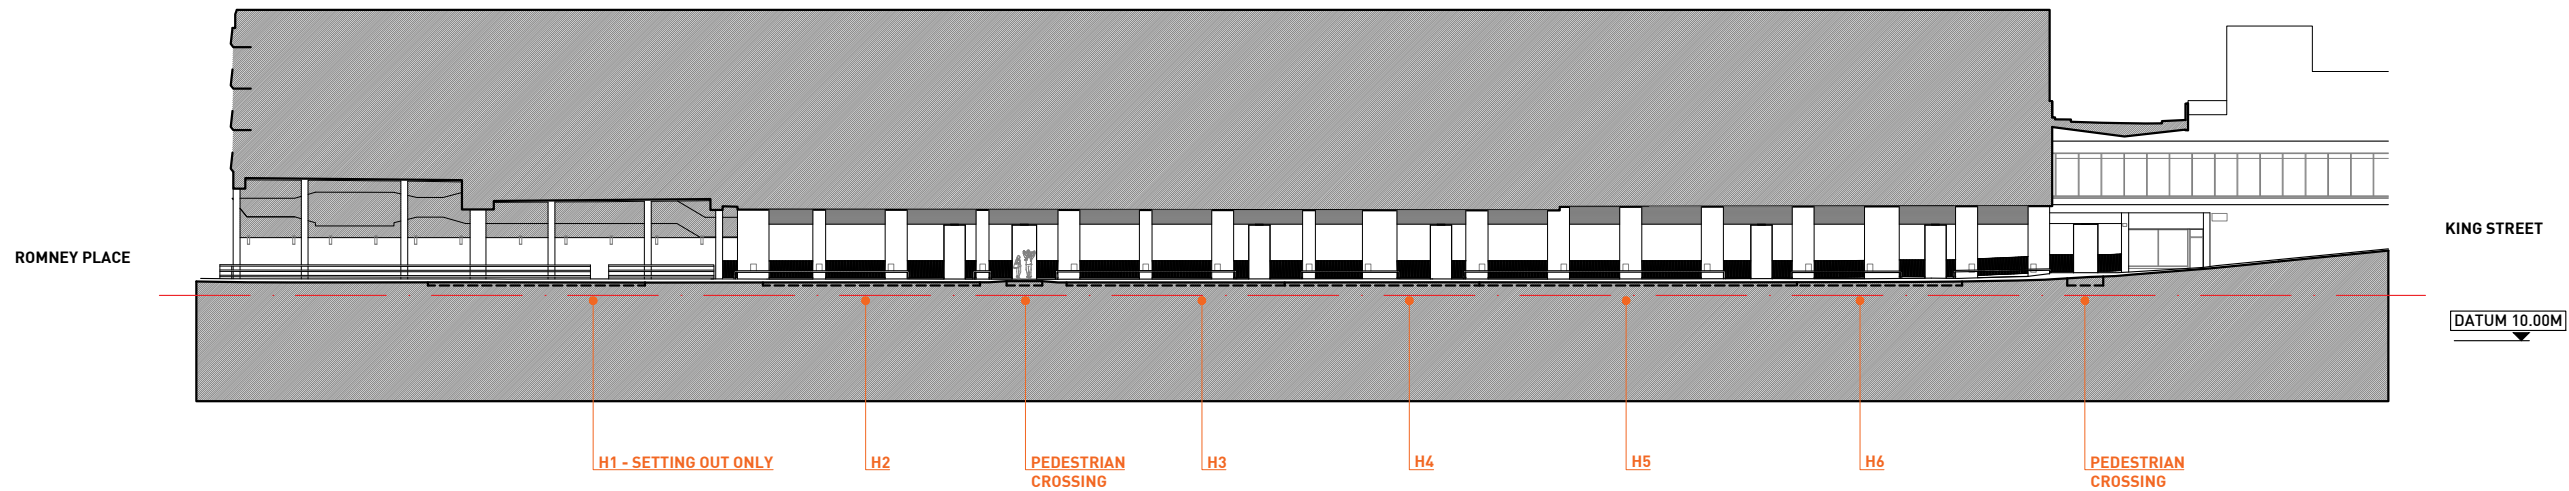 ROMNEY PLACE
KING STREET
DATUM 10.00M
H1 - SETTING OUT ONLY
H2
PEDESTRIAN
CROSSING
H3
H4
H5
H6
PEDESTRIAN
CROSSING